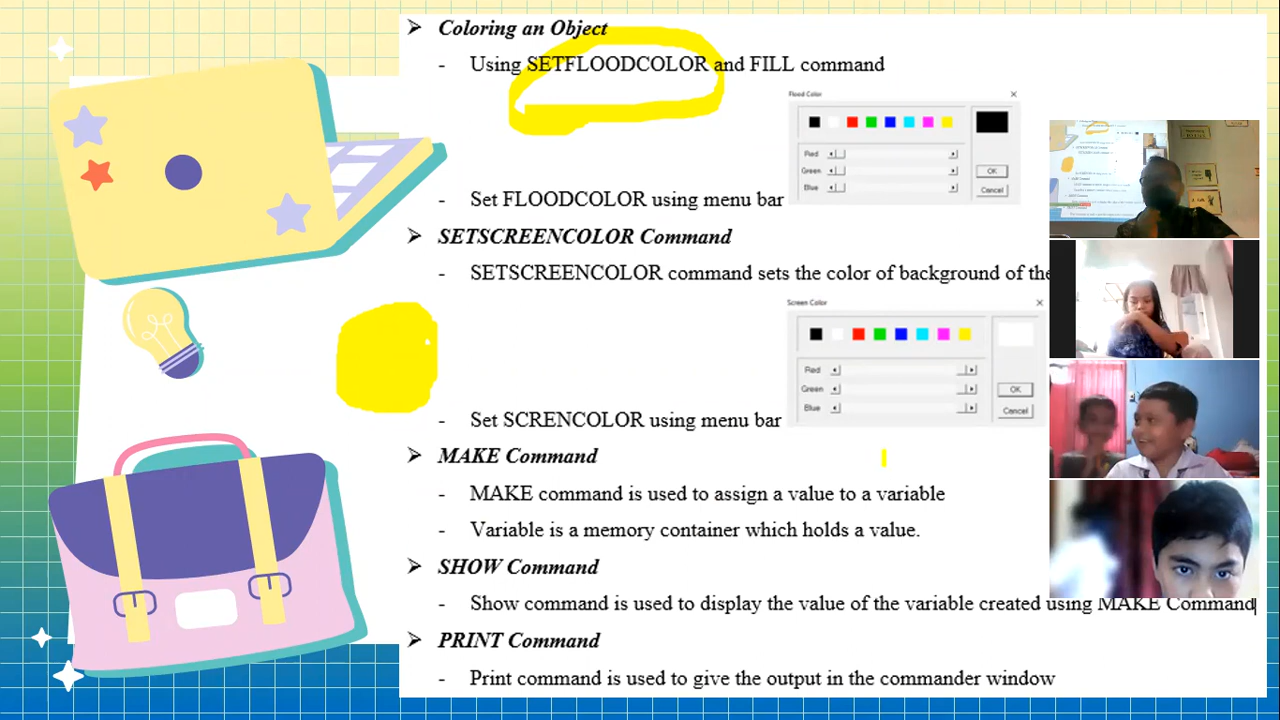 ➢ Coloring an Object
- Using SETFLOODCOLOR and FILL command
Flood Color
Red
Green
Blue
OK
Cancel
- Set FLOODCOLOR using menu bar
➢ SETSCREENCOLOR Command
- SETSCREENCOLOR command sets the color of background of the
Screen Color
Red
Green
Blue
OK
Cancel
- Set SCRENCOLOR using menu bar
➢ MAKE Command
- MAKE command is used to assign a value to a variable
- Variable is a memory container which holds a value.
➢ SHOW Command
- Show command is used to display the value of the variable created using MAKE Command
➢ PRINT Command
- Print command is used to give the output in the commander window